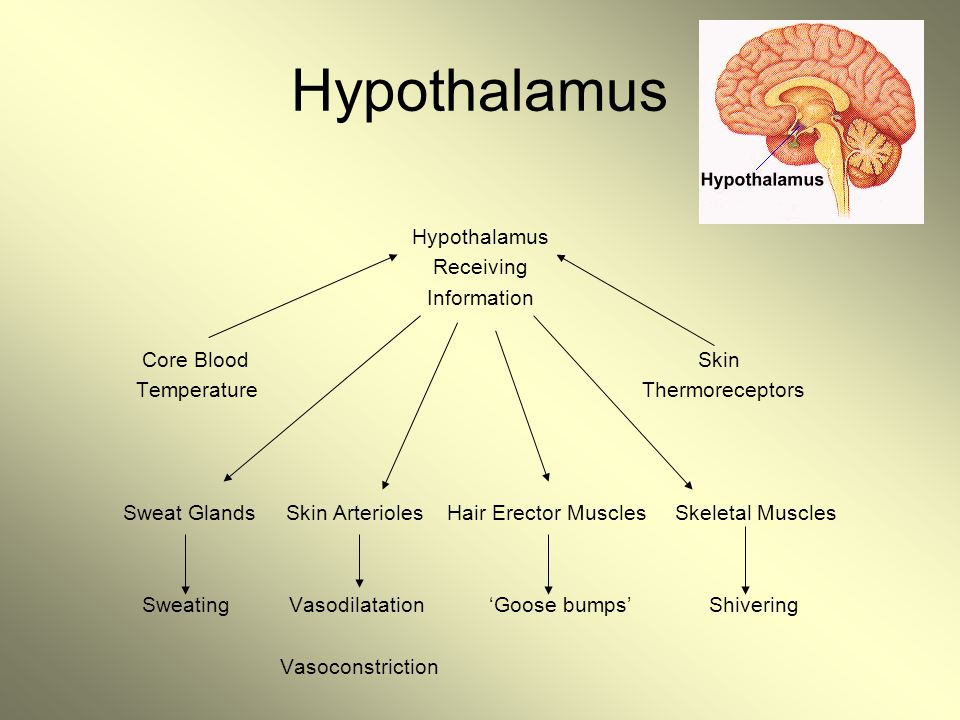 Hypothalamus
Hypothalamus
Hypothalamus
Receiving
Information
Core Blood
Temperature
Skin
Thermoreceptors
Sweat Glands
Skin Arterioles
Hair Erector Muscles
Skeletal Muscles
Sweating
Vasodilatation
‘Goose bumps’
Shivering
Vasoconstriction